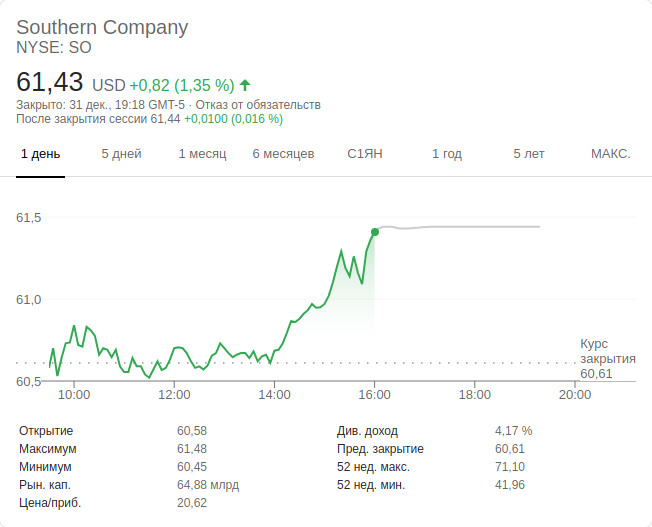 Southern Company
NYSE: SO
61,43 USD +0,82 (1,35 %)
Закрыто: 31 дек., 19:18 GMT-5 · Отказ от обязательств
После закрытия сессии 61,44 +0,0100 (0,016 %)
1 день 5 дней 1 месяц 6 месяцев С1ЯН 1 год 5 лет МАКС.
61,5
61,0
60,5
Курс
закрытия
60,61
10:00 12:00 14:00 16:00 18:00 20:00
Открытие 60,58 Див. доход 4,17 %
Максимум 61,48 Пред. закрытие 60,61
Минимум 60,45 52 нед. макс. 71,10
Рын. кап. 64,88 млрд 52 нед. мин. 41,96
Цена/приб. 20,62